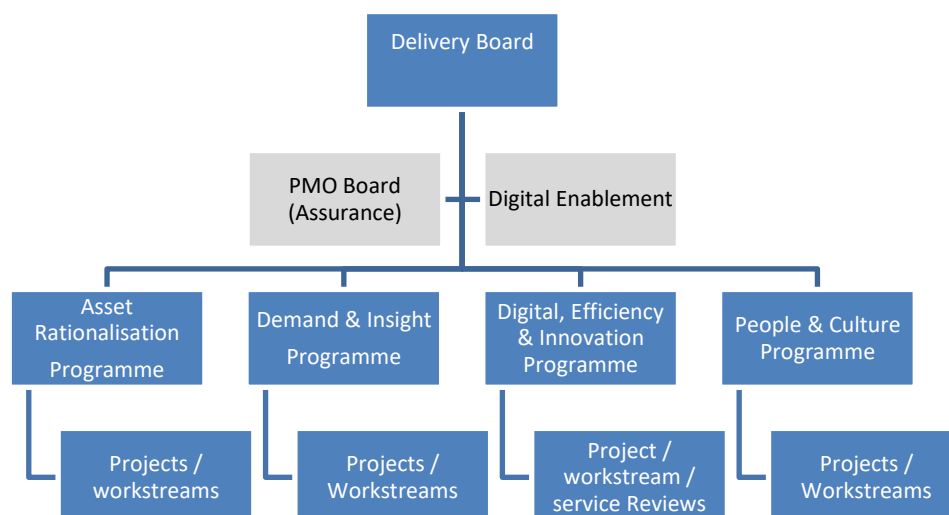 Delivery Board
PMO Board
(Assurance)
Digital Enablement
Asset
Rationalisation
Programme
Demand & Insight
Programme
Digital, Efficiency
& Innovation
Programme
People & Culture
Programme
Projects /
workstreams
Projects /
Workstreams
Project /
workstream /
service Reviews
Projects /
Workstreams